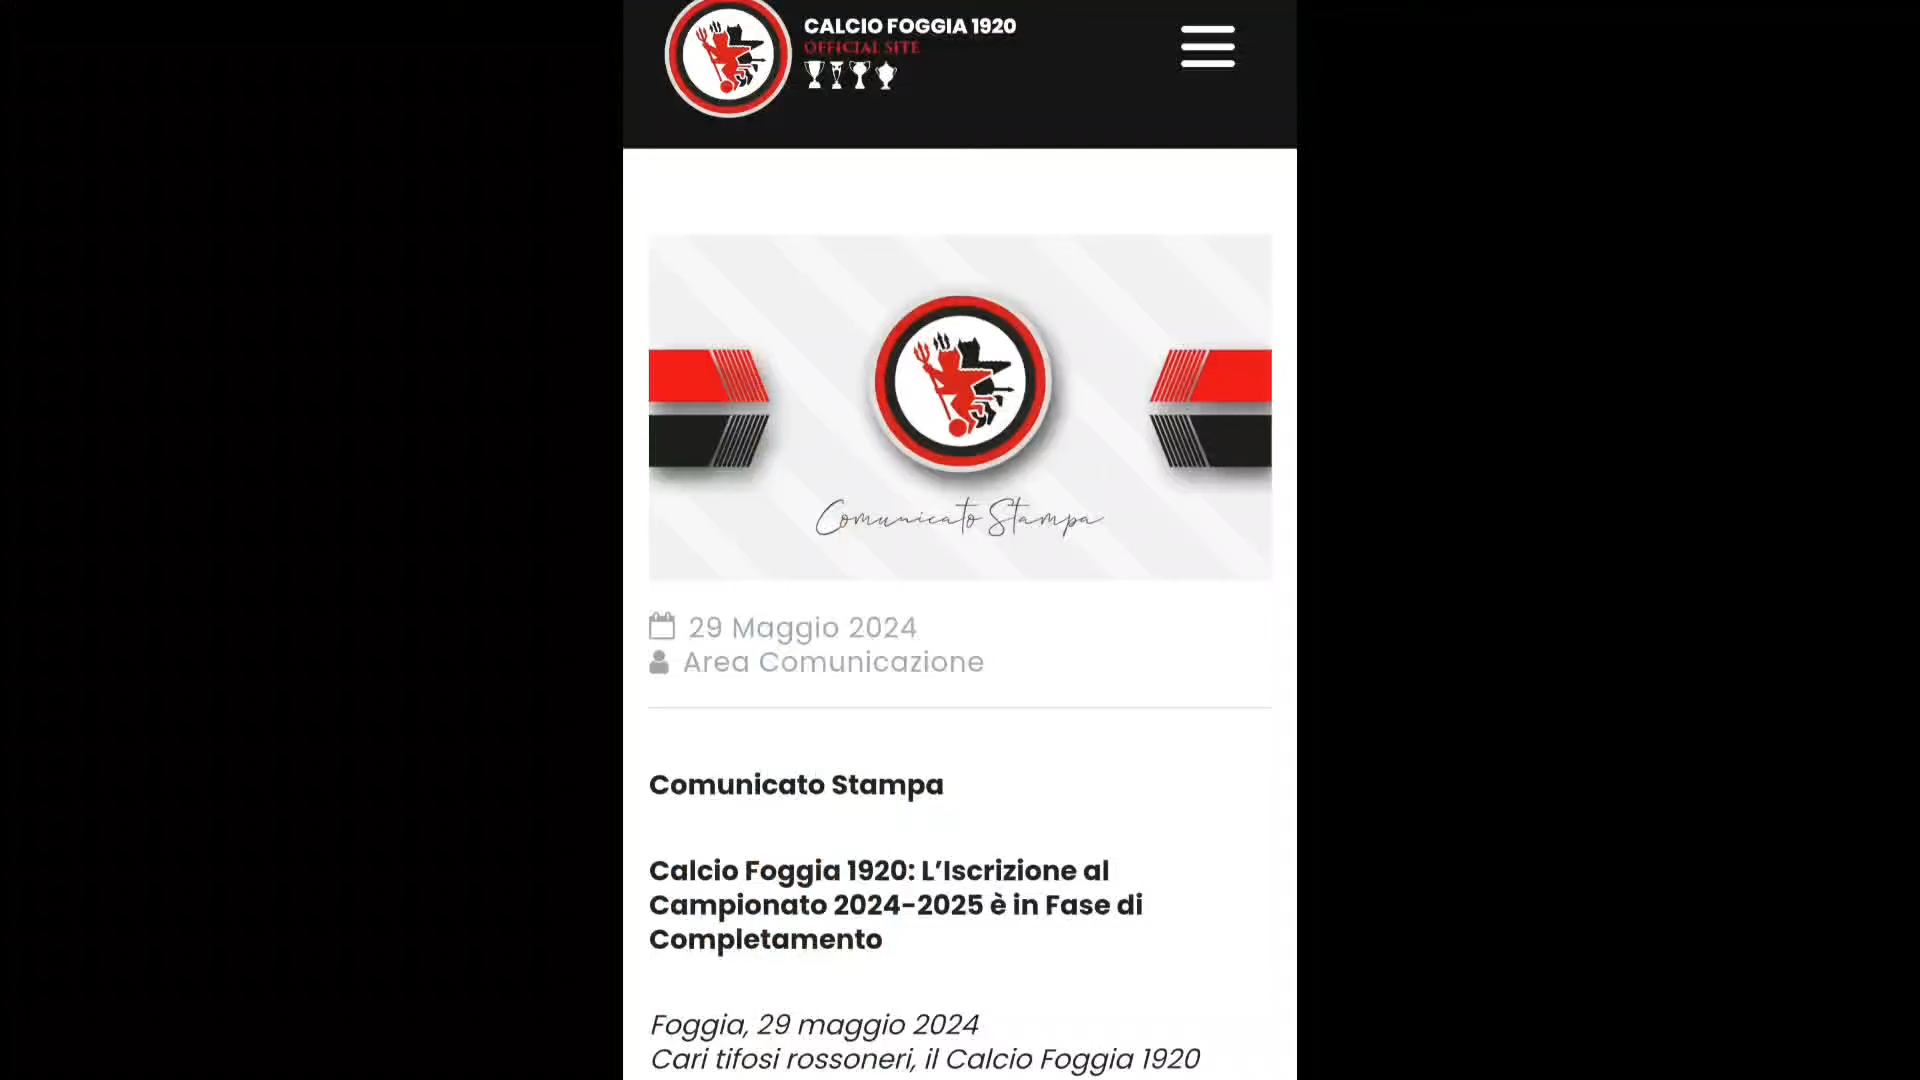 CALCIO FOGGIA 1920
OFFICIAL SITE
Comunicato Stampa
29 Maggio 2024
Area Comunicazione
Comunicato Stampa
Calcio Foggia 1920: L’Iscrizione al
Campionato 2024-2025 è in Fase di
Completamento
Foggia, 29 maggio 2024
Cari tifosi rossoneri, il Calcio Foggia 1920